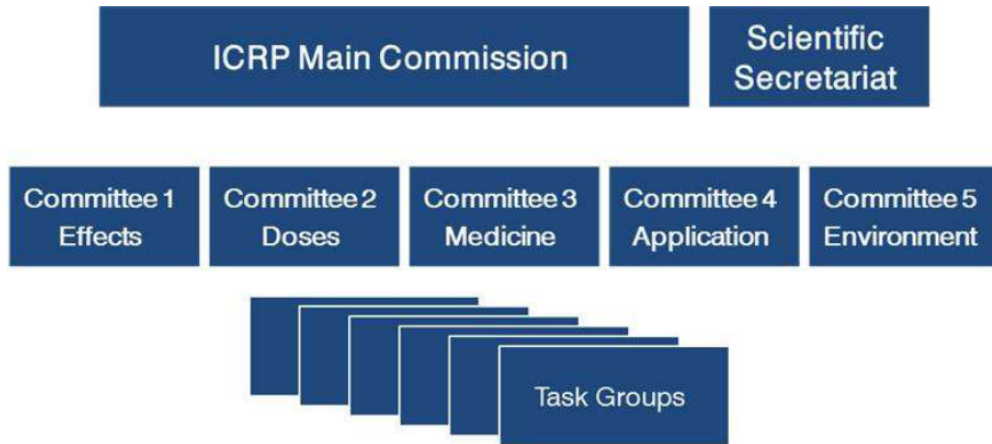 ICRP Main Commission
Scientific
Secretariat
Committee 1
Effects
Committee 2
Doses
Committee 3
Medicine
Committee 4
Application
Committee 5
Environment
Task Groups